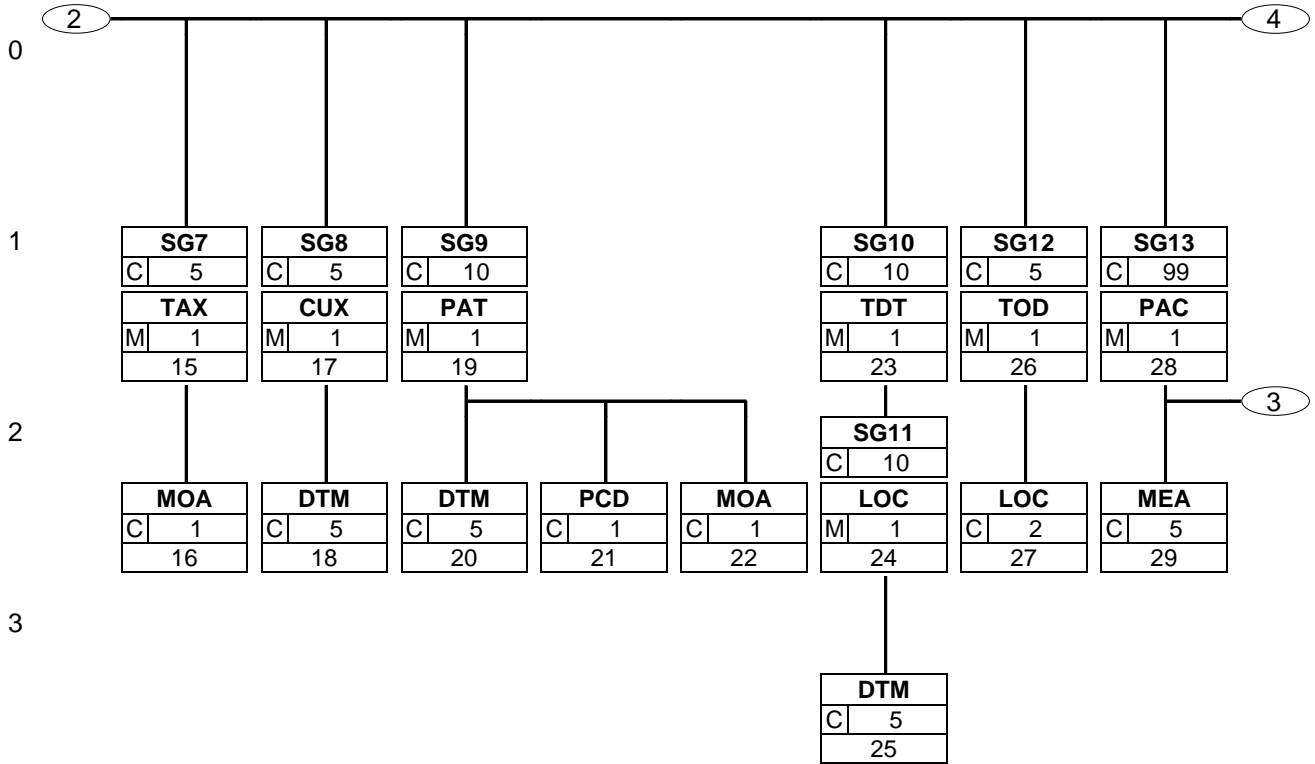 2 4
0
1
SG7 SG8 SG9 SG10 SG12 SG13
C 5 C 5 C 10 C 10 C 5 C 99
TAX CUX PAT TDT TOD PAC
M 1 M 1 M 1 M 1 M 1 M 1
15 17 19 23 26 28
3
2
SG11
C 10
MOA DTM DTM PCD MOA LOC LOC MEA
C 1 C 5 C 5 C 1 C 1 M 1 C 2 C 5
16 18 20 21 22 24 27 29
3
DTM
C 5
25